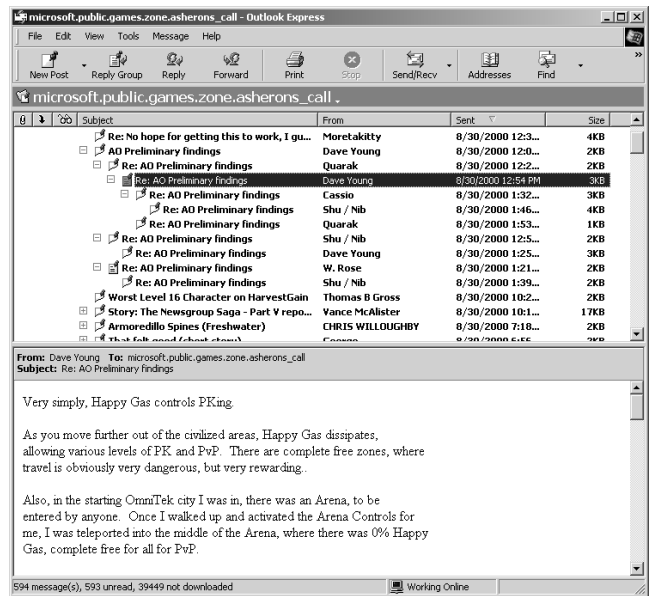 microsoft.public.games.zone.asherons_call - Outlook Express
File Edit View Tools Message Help
New Post Reply Group Reply Forward Print Stop Send/Recv Addresses Find »
microsoft.public.games.zone.asherons_call
Subject From Sent Size
Re: No hope for getting this to work, I gu... Moretakitty 8/30/2000 12:3... 4KB
AO Preliminary findings Dave Young 8/30/2000 12:0... 2KB
Re: AO Preliminary findings Quarak 8/30/2000 12:2... 2KB
Re: AO Preliminary findings Dave Young 8/30/2000 12:54 PM 3KB
Re: AO Preliminary findings Cassio 8/30/2000 1:32... 3KB
Re: AO Preliminary findings Shu / Nib 8/30/2000 1:46... 4KB
Re: AO Preliminary findings Quarak 8/30/2000 1:53... 1KB
Re: AO Preliminary findings Shu / Nib 8/30/2000 12:5... 2KB
Re: AO Preliminary findings Dave Young 8/30/2000 1:25... 3KB
Re: AO Preliminary findings W. Rose 8/30/2000 1:21... 2KB
Re: AO Preliminary findings Shu / Nib 8/30/2000 1:39... 2KB
Worst Level 16 Character on HarvestGain Thomas B Gross 8/30/2000 10:2... 2KB
Story: The Newsgroup Saga - Part V repo... Vance McAlister 8/30/2000 10:1... 17KB
Armoredillo Spines (Freshwater) CHRIS WILLOUGHBY 8/30/2000 7:18... 2KB
That felt good (short story) George 8/30/2000 6:56... 2KB
From: Dave Young To: microsoft.public.games.zone.asherons_call
Subject: Re: AO Preliminary findings
Very simply, Happy Gas controls PKing.
As you move further out of the civilized areas, Happy Gas dissipates,
allowing various levels of PK and PvP. There are complete free zones, where
travel is obviously very dangerous, but very rewarding..
Also, in the starting OmniTek city I was in, there was an Arena, to be
entered by anyone. Once I walked up and activated the Arena Controls for
me, I was teleported into the middle of the Arena, where there was 0% Happy
Gas, complete free for all for PvP.
594 message(s), 593 unread, 39449 not downloaded Working Online